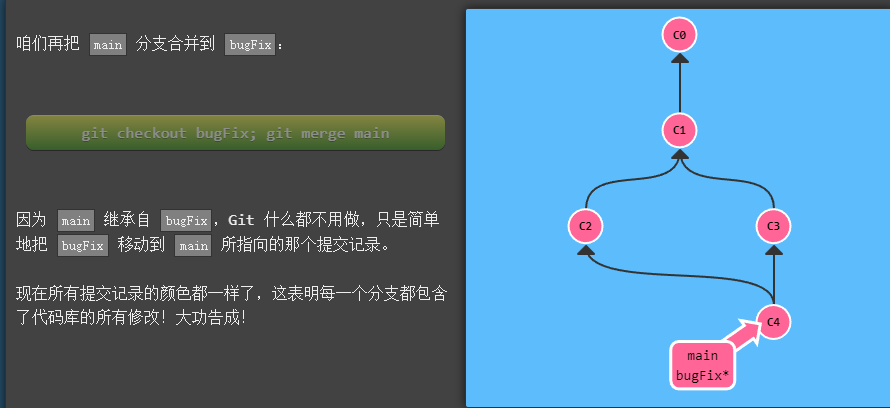 咱们再把 main 分支合并到 bugFix：
git checkout bugFix; git merge main
因为 main 继承自 bugFix，Git 什么都不用做，只是简单
地把 bugFix 移动到 main 所指向的那个提交记录。
现在所有提交记录的颜色都一样了，这表明每一个分支都包含
了代码库的所有修改！大功告成！
C0
C1
C2
C3
C4
main
bugFix*